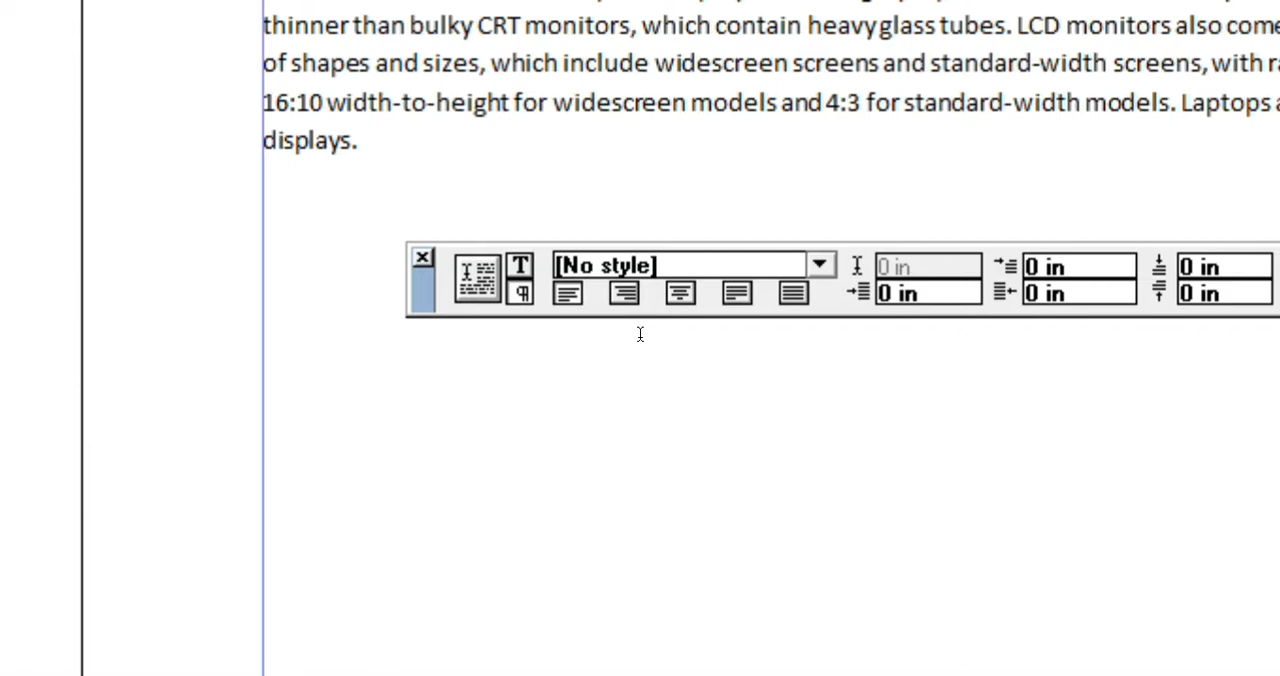 thinner than bulky CRT monitors, which contain heavy glass tubes. LCD monitors also come
of shapes and sizes, which include widescreen screens and standard-width screens, with
16:10 width-to-height for widescreen models and 4:3 for standard-width models. Laptops
displays.
T [No style] 0 in 0 in 0 in
¶ 0 in 0 in 0 in